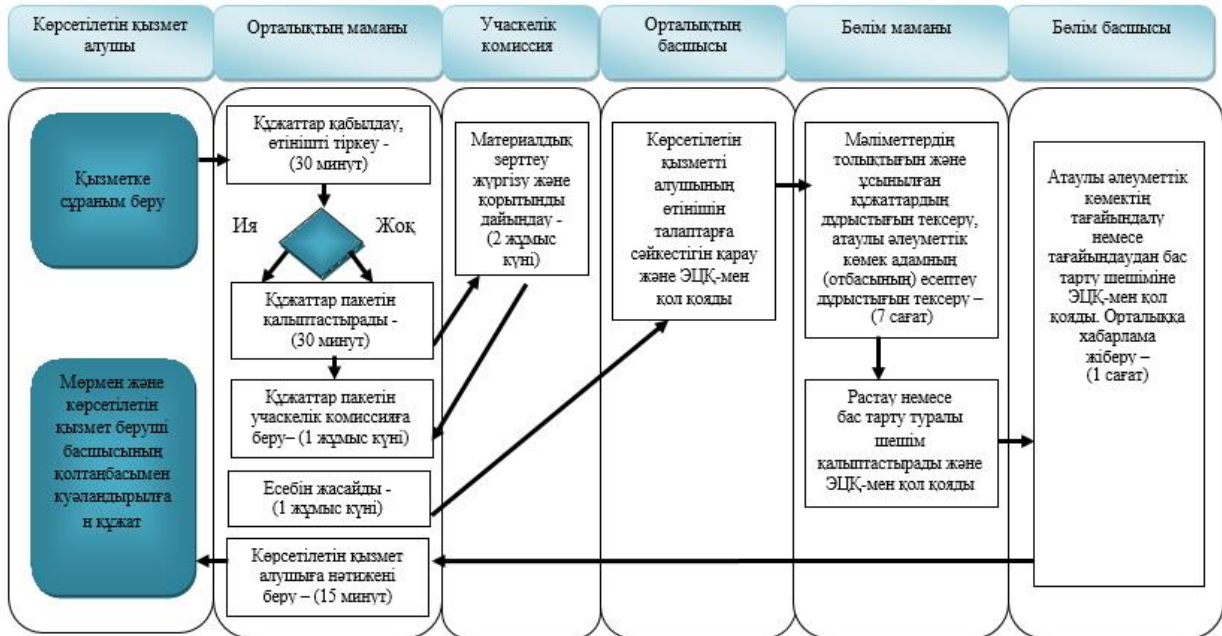 Көрсетілетін қызмет
алушы
Орталықтың маманы
Учаскелік
комиссия
Орталықтың
басшысы
Бөлім маманы
Бөлім басшысы
Қызметке
сұраным беру
Мөрмен және
көрсетілетін
қызмет беруші
басшысының
қолтаңбасымен
куәландырылға
н құжат
Құжаттар қабылдау,
өтінішті тіркеу -
(30 минут)
Ия
Жоқ
Құжаттар пакетін
қалыптастырады -
(30 минут)
Құжаттар пакетін
учаскелік комиссияға
беру– (1 жұмыс күні)
Есебін жасайды -
(1 жұмыс күні)
Көрсетілетін қызмет
алушыға нәтижені
беру – (15 минут)
Материалдық
зерттеу
жүргізу және
қорытынды
дайындау -
(2 жұмыс
күні)
Көрсетілетін
қызметті
алушының
өтінішін
талаптарға
сәйкестігін қарау
және ЭЦҚ-мен
қол қояды
Мәліметтердің
толықтығын және
ұсынылған
құжаттардың
дұрыстығын тексеру,
атаулы әлеуметтік
көмек адамның
(отбасының) есептеу
дұрыстығын тексеру –
(7 сағат)
Растау немесе
бас тарту туралы
шешім
қалыптастырады және
ЭЦҚ-мен қол қояды
Атаулы әлеуметтік
көмектің
тағайындалу
немесе
тағайындаудан бас
тарту шешіміне
ЭЦҚ-мен қол
қояды. Орталыққа
хабарлама
жіберу –
(1 сағат)